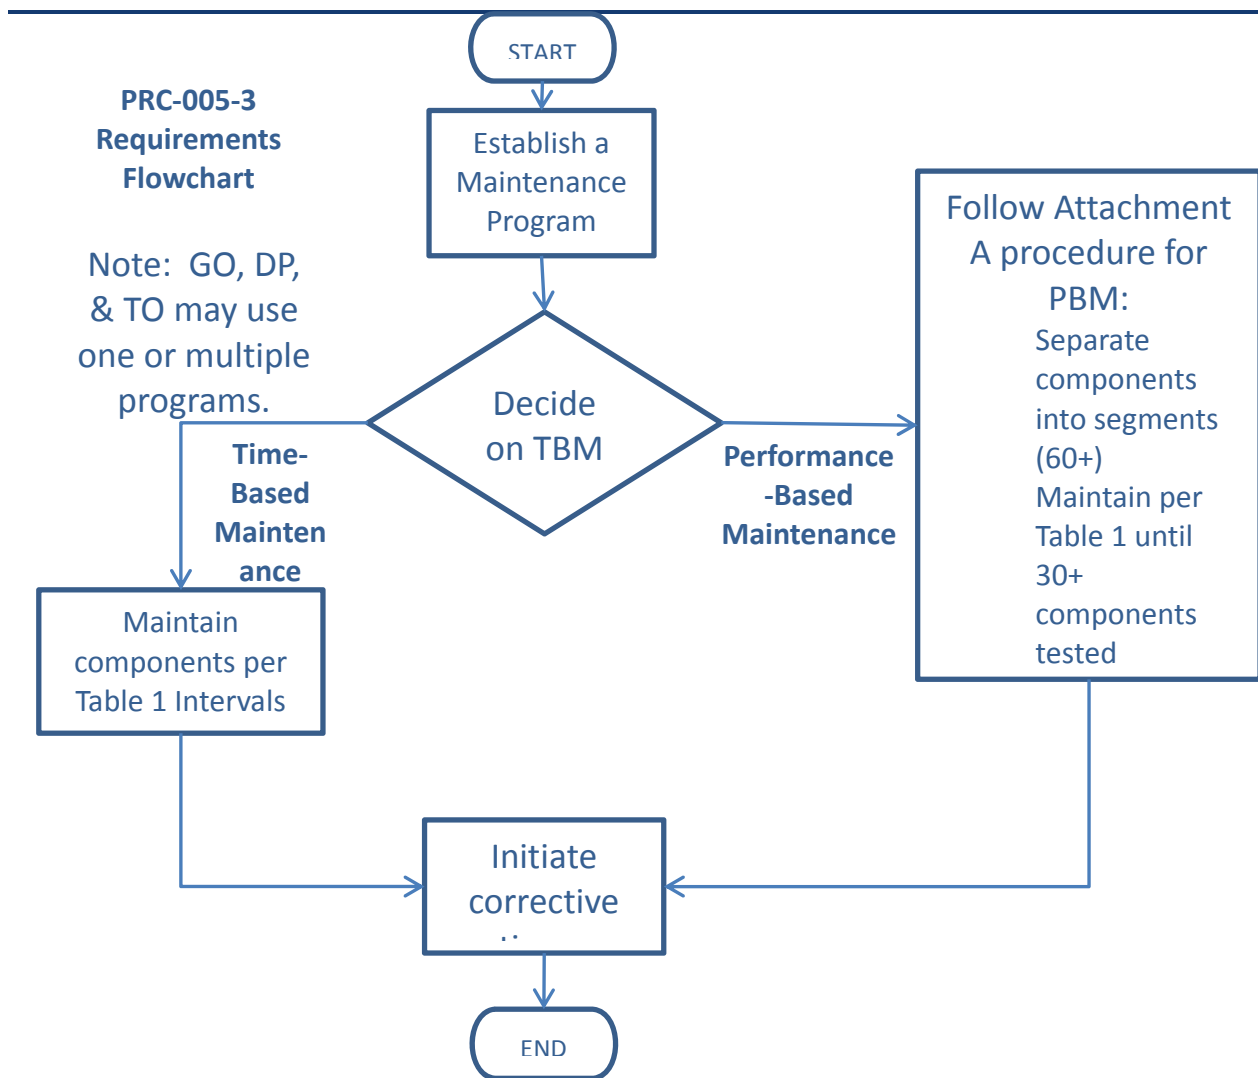 START
PRC-005-3
Requirements
Flowchart
Establish a
Maintenance
Program
Note:  GO, DP,
& TO may use
one or multiple
programs.
Decide
on TBM
Time-
Based
Mainten
ance
Performance
-Based
Maintenance
Follow Attachment
A procedure for
PBM:
Separate
components
into segments
(60+)
Maintain per
Table 1 until
30+
components
tested
Maintain
components per
Table 1 Intervals
Initiate
corrective
END